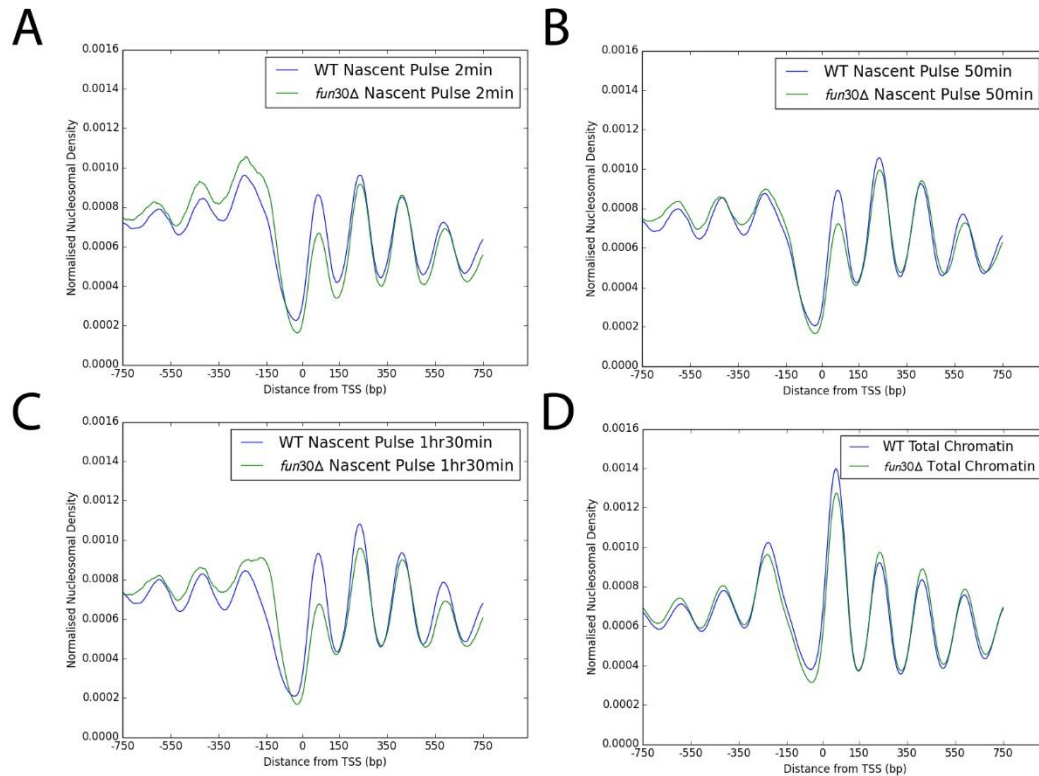 A
WT Nascent Pulse 2min
fun30Δ Nascent Pulse 2min
Normalised Nucleosomal Density
0.0016
0.0014
0.0012
0.0010
0.0008
0.0006
0.0004
0.0002
0.0000
-750 -550 -350 -150 0 150 350 550 750
Distance from TSS (bp)
B
WT Nascent Pulse 50min
fun30Δ Nascent Pulse 50min
Normalised Nucleosomal Density
0.0016
0.0014
0.0012
0.0010
0.0008
0.0006
0.0004
0.0002
0.0000
-750 -550 -350 -150 0 150 350 550 750
Distance from TSS (bp)
C
WT Nascent Pulse 1hr30min
fun30Δ Nascent Pulse 1hr30min
Normalised Nucleosomal Density
0.0016
0.0014
0.0012
0.0010
0.0008
0.0006
0.0004
0.0002
0.0000
-750 -550 -350 -150 0 150 350 550 750
Distance from TSS (bp)
D
WT Total Chromatin
fun30Δ Total Chromatin
Normalised Nucleosomal Density
0.0016
0.0014
0.0012
0.0010
0.0008
0.0006
0.0004
0.0002
0.0000
-750 -550 -350 -150 0 150 350 550 750
Distance from TSS (bp)